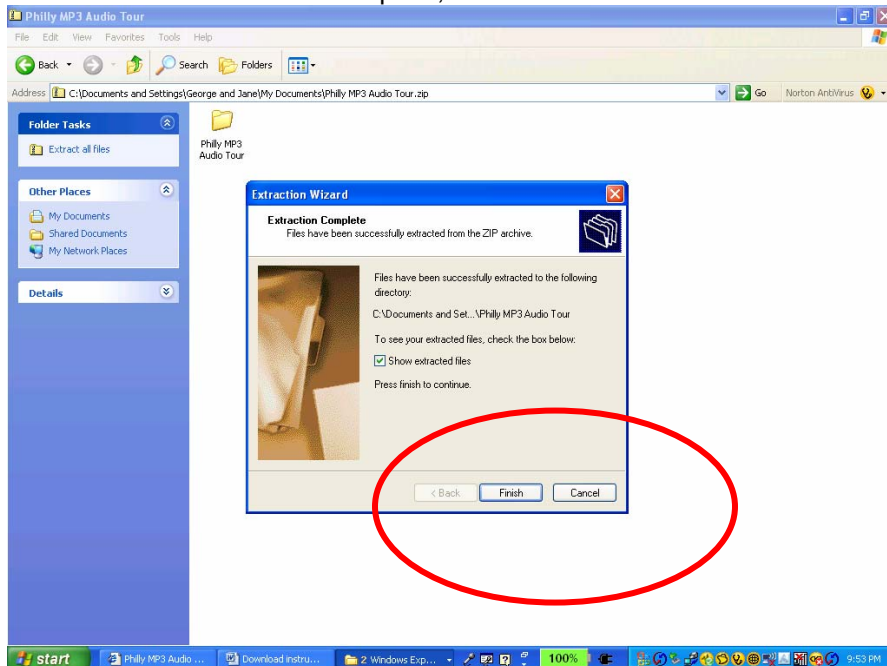 Philly MP3 Audio Tour
File Edit View Favorites Tools Help
Back Search Folders
Address C:\Documents and Settings\George and Jane\My Documents\Philly MP3 Audio Tour.zip Go Norton AntiVirus
Folder Tasks
Extract all files
Philly MP3
Audio Tour
Other Places
My Documents
Shared Documents
My Network Places
Details
Extraction Wizard
Extraction Complete
Files have been successfully extracted from the ZIP archive.
Files have been successfully extracted to the following
directory:
C:\Documents and Set...\Philly MP3 Audio Tour
To see your extracted files, check the box below:
Show extracted files
Press finish to continue.
< Back Finish Cancel
start Philly MP3 Audio ... Download instru... 2 Windows Exp... 100% 9:53 PM